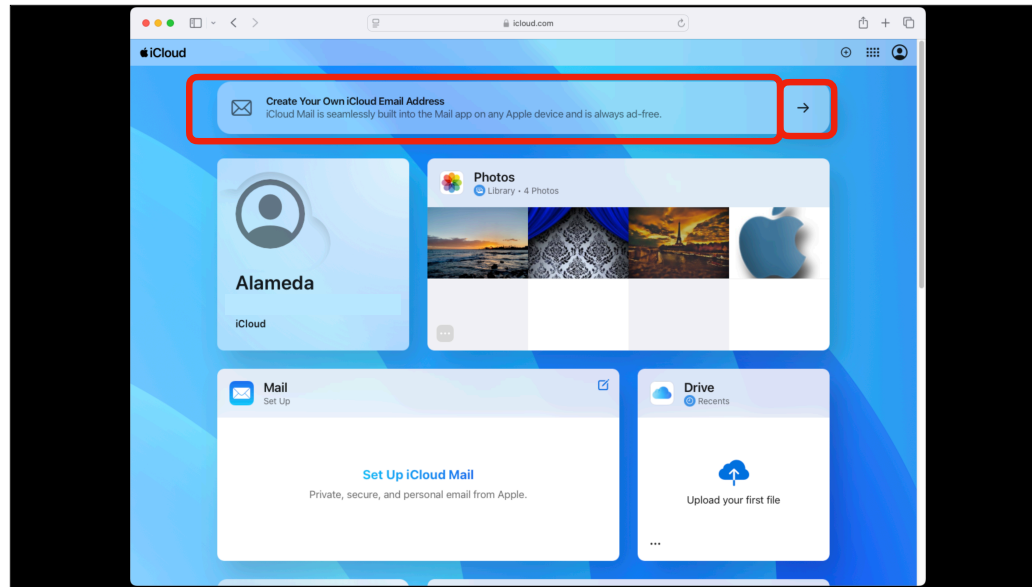 icloud.com
iCloud
Create Your Own iCloud Email Address
iCloud Mail is seamlessly built into the Mail app on any Apple device and is always ad-free.
Photos
Library • 4 Photos
Alameda
iCloud
Mail
Set Up
Drive
Recents
Set Up iCloud Mail
Private, secure, and personal email from Apple.
Upload your first file